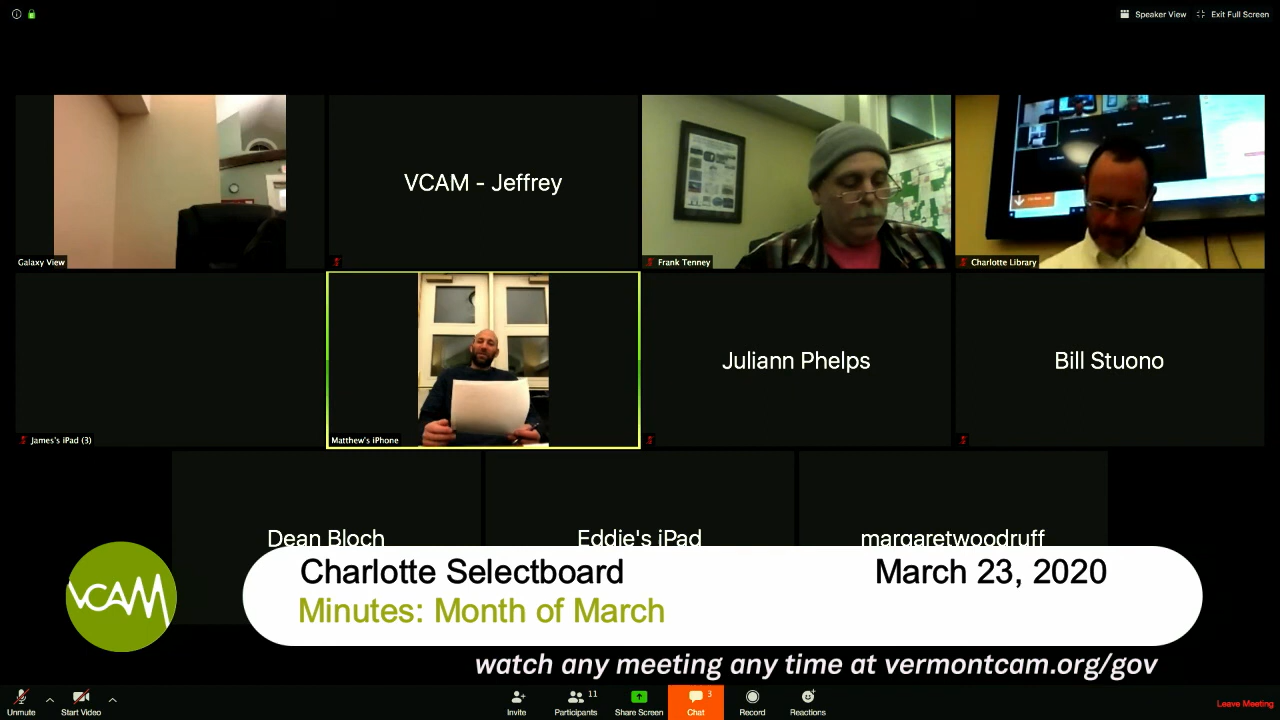 Speaker View
Exit Full Screen
VCAM - Jeffrey
Galaxy View
Frank Tenney
Charlotte Library
Juliann Phelps
Bill Stuono
James's iPad (3)
Matthew's iPhone
Dean Bloch
Eddie's iPad
margaretwoodruff
VCAM
Charlotte Selectboard
March 23, 2020
Minutes: Month of March
watch any meeting any time at vermontcam.org/gov
Unmute
Start Video
Invite
Participants
11
Share Screen
Chat
3
Record
Reactions
Leave Meeting